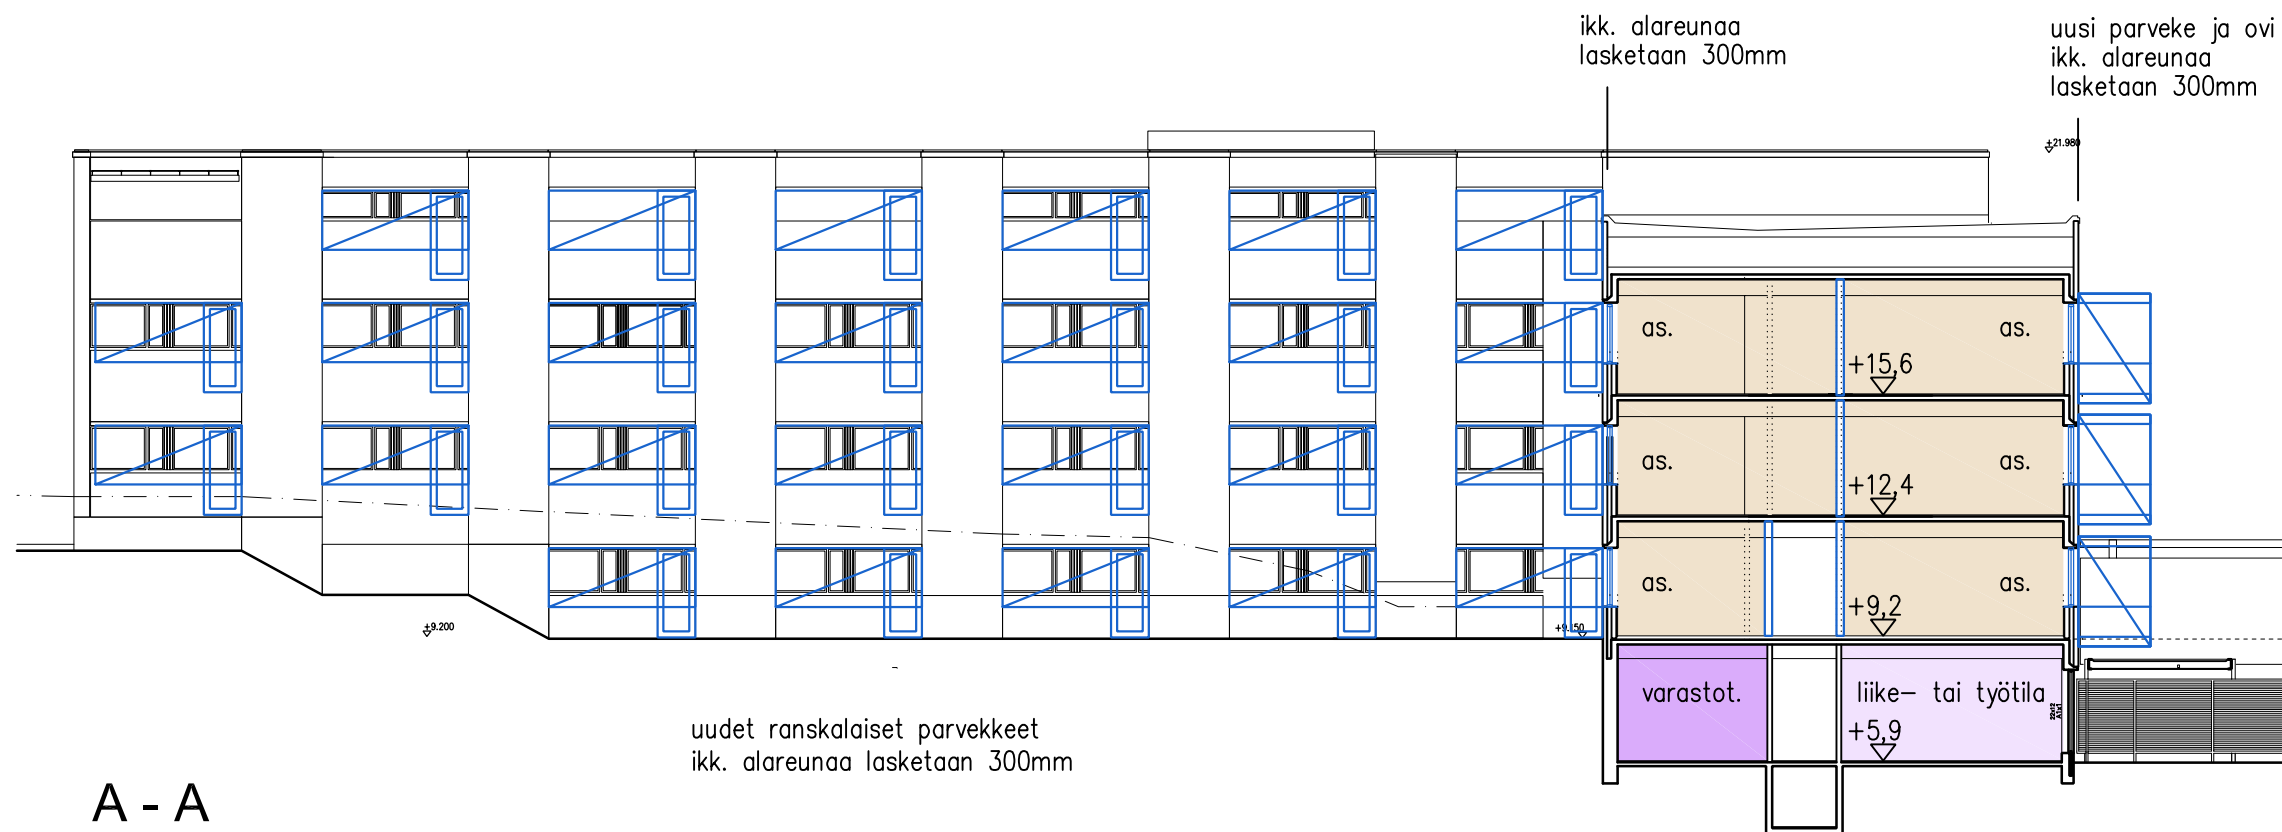 ikk. alareunaa
lasketaan 300mm
uusi parveke ja ovi
ikk. alareunaa
lasketaan 300mm
+21.980
as.
as.
+15,6
as.
as.
+12,4
as.
as.
+9,2
+9.200
varastot.
liike- tai työtila
+5,9
uudet ranskalaiset parvekkeet
ikk. alareunaa lasketaan 300mm
A - A